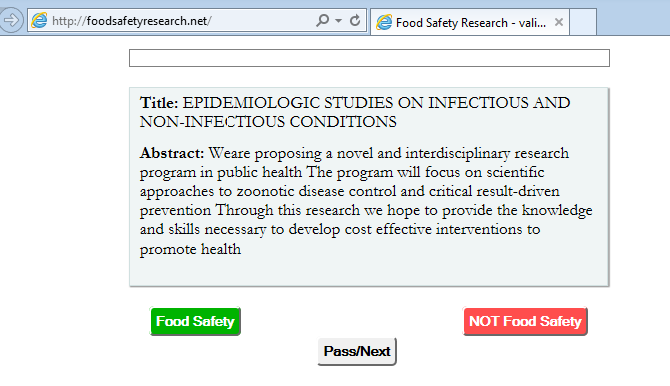 http://foodsafetyresearch.net/
Food Safety Research - vali...
Title: EPIDEMIOLOGIC STUDIES ON INFECTIOUS AND
NON-INFECTIOUS CONDITIONS
Abstract: Weare proposing a novel and interdisciplinary research
program in public health The program will focus on scientific
approaches to zoonotic disease control and critical result-driven
prevention Through this research we hope to provide the knowledge
and skills necessary to develop cost effective interventions to
promote health
Food Safety
NOT Food Safety
Pass/Next